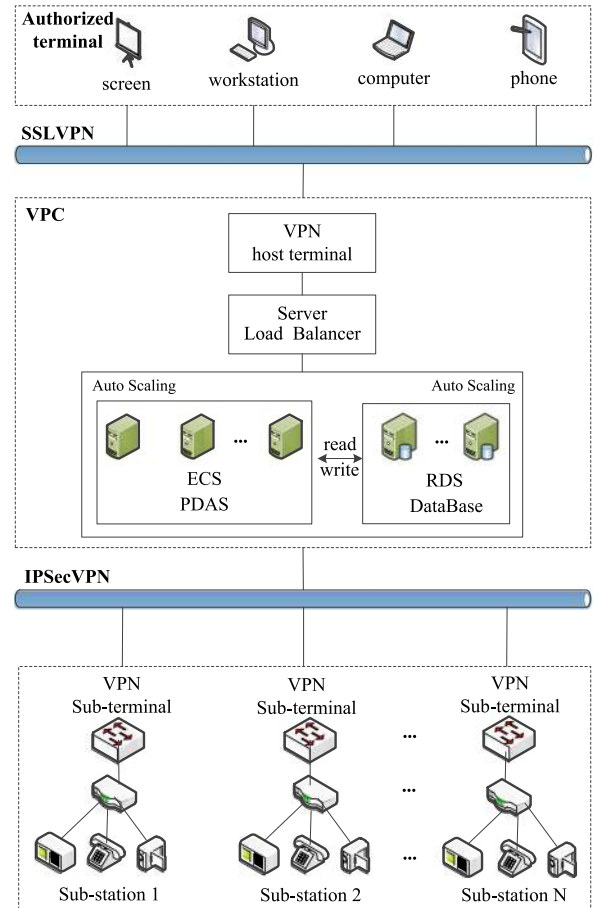 Authorized
terminal
screen
workstation
computer
phone
SSLVPN
VPC
VPN
host terminal
Server
Load Balancer
Auto Scaling
Auto Scaling
...
...
read
write
ECS
PDAS
RDS
DataBase
IPSecVPN
VPN
Sub-terminal
VPN
Sub-terminal
VPN
Sub-terminal
...
...
...
Sub-station 1
Sub-station 2
Sub-station N